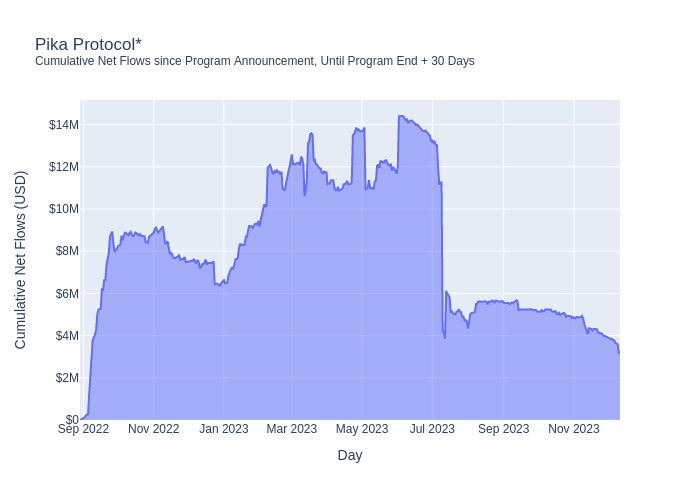 Pika Protocol*
Cumulative Net Flows since Program Announcement, Until Program End + 30 Days
$14M
$12M
$10M
$8M
$6M
$4M
$2M
$0
Cumulative Net Flows (USD)
Sep 2022 Nov 2022 Jan 2023 Mar 2023 May 2023 Jul 2023 Sep 2023 Nov 2023
Day